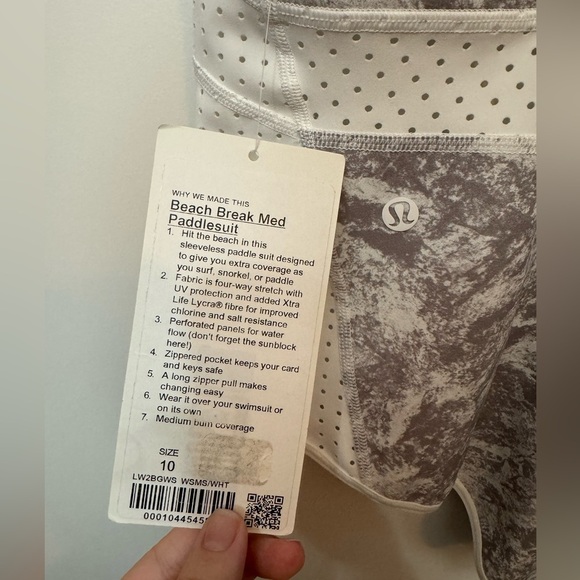 WHY WE MADE THIS
Beach Break Med
Paddlesuit
1. Hit the beach in this
sleeveless paddle suit designed
to give you extra coverage as
you surf, snorkel, or paddle
2. Fabric is four-way stretch with
UV protection and added Xtra
Life Lycra® fibre for improved
chlorine and salt resistance
3. Perforated panels for water
flow (don't forget the sunblock
here!)
4. Zippered pocket keeps your card
and keys safe
5. A long zipper pull makes
changing easy
6. Wear it over your swimsuit or
on its own
7. Medium bum coverage
SIZE
10
LW2BGWS WSMS/WHT